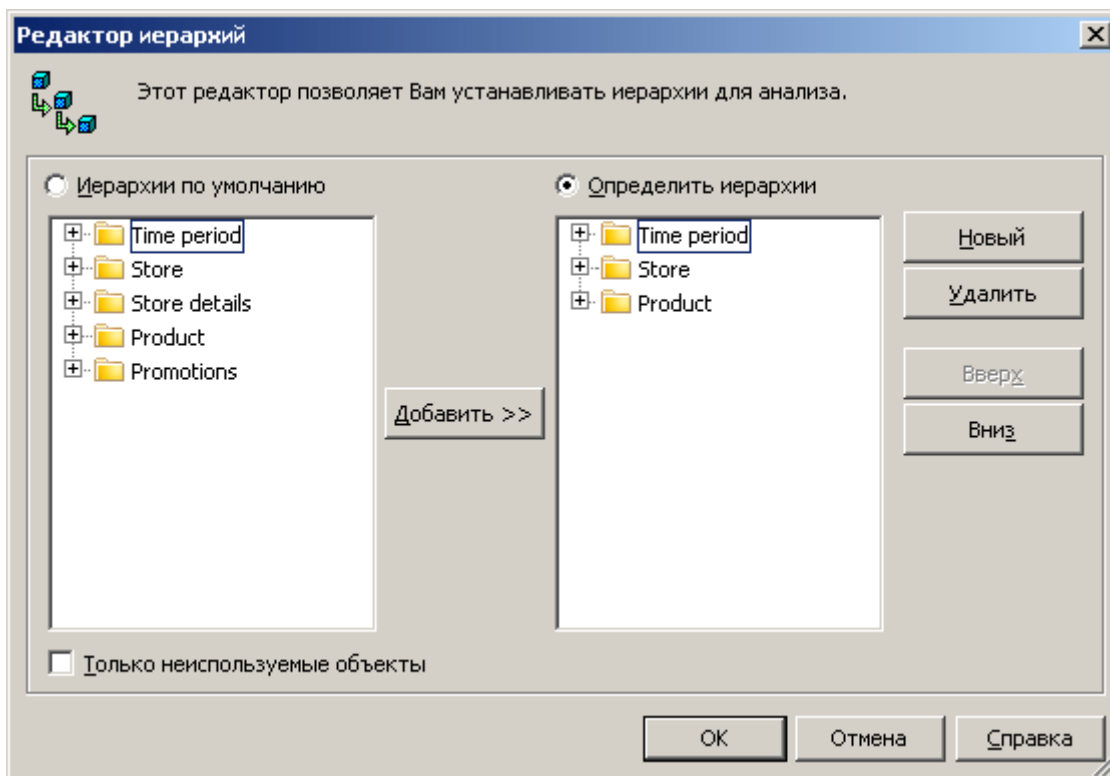 Редактор иерархий
Этот редактор позволяет Вам устанавливать иерархии для анализа.
Иерархии по умолчанию
Time period
Store
Store details
Product
Promotions
Добавить >>
Определить иерархии
Time period
Store
Product
Новый
Удалить
Вверх
Вниз
Только неиспользуемые объекты
OK
Отмена
Справка